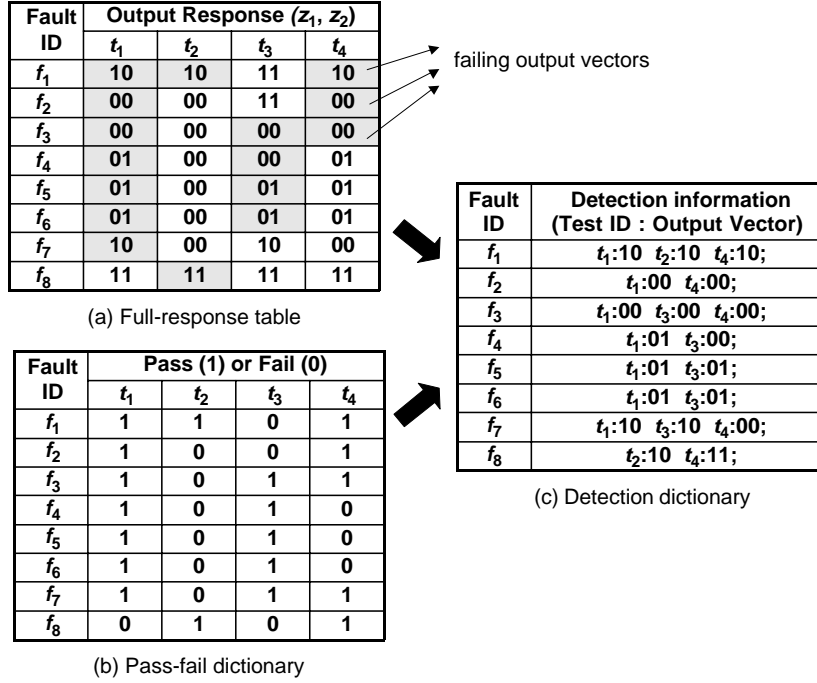 Fault ID Output Response (z1, z2)
t1 t2 t3 t4
f1 10 10 11 10
f2 00 00 11 00
f3 00 00 00 00
f4 01 00 00 01
f5 01 00 01 01
f6 01 00 01 01
f7 10 00 10 00
f8 11 11 11 11
failing output vectors
(a) Full-response table
Fault ID Pass (1) or Fail (0)
t1 t2 t3 t4
f1 1 1 0 1
f2 1 0 0 1
f3 1 0 1 1
f4 1 0 1 0
f5 1 0 1 0
f6 1 0 1 0
f7 1 0 1 1
f8 0 1 0 1
(b) Pass-fail dictionary
Fault ID Detection information
(Test ID : Output Vector)
f1 t1:10 t2:10 t4:10;
f2 t1:00 t4:00;
f3 t1:00 t3:00 t4:00;
f4 t1:01 t3:00;
f5 t1:01 t3:01;
f6 t1:01 t3:01;
f7 t1:10 t3:10 t4:00;
f8 t2:10 t4:11;
(c) Detection dictionary